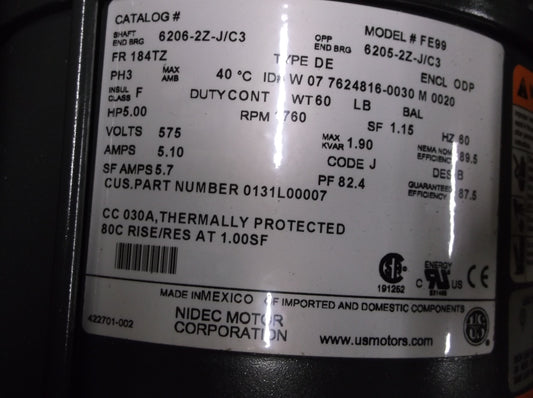 CATALOG # MODEL # FE99
SHAFT END BRG 6206-2Z-J/C3 OPP END BRG 6205-2Z-J/C3
FR 184TZ TYPE DE ENCL ODP
PH3 MAX AMB 40 °C ID# W 07 7624816-0030 M 0020
INSUL CLASS F DUTY CONT WT 60 LB BAL
HP 5.00 RPM 1760 SF 1.15 HZ 60
VOLTS 575 MAX KVAR 1.90 NEMA NOM EFFICIENCY 89.5
AMPS 5.10 CODE J DES B
SF AMPS 5.7 PF 82.4 GUARANTEED EFFICIENCY 87.5
CUS.PART NUMBER 0131L00007
CC 030A,THERMALLY PROTECTED
80C RISE/RES AT 1.00SF
191252
ENERGY
C US
CE
MADE IN MEXICO OF IMPORTED AND DOMESTIC COMPONENTS
422701-002
NIDEC MOTOR
CORPORATION
www.usmotors.com